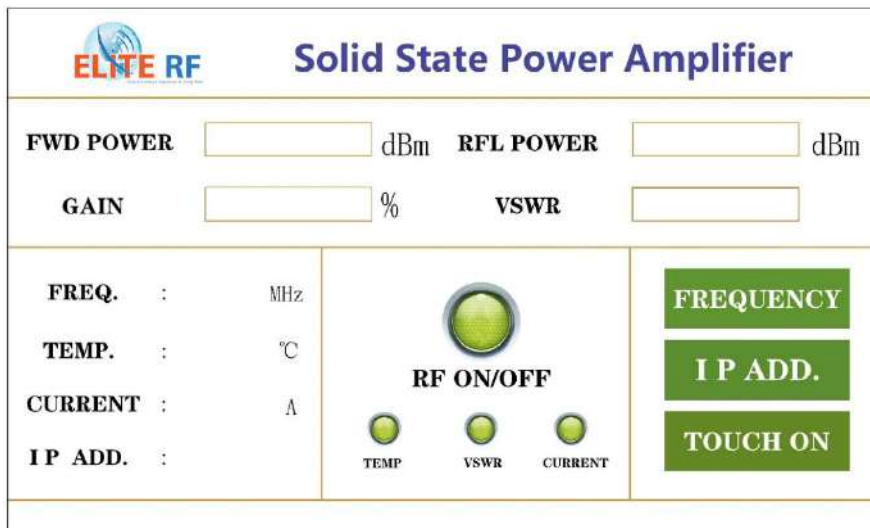 ELITE RF
Solid State Power Amplifier
FWD POWER dBm RFL POWER dBm
GAIN % VSWR
FREQ. : MHz
TEMP. : ℃
CURRENT : A
I P ADD. :
RF ON/OFF
TEMP VSWR CURRENT
FREQUENCY
I P ADD.
TOUCH ON